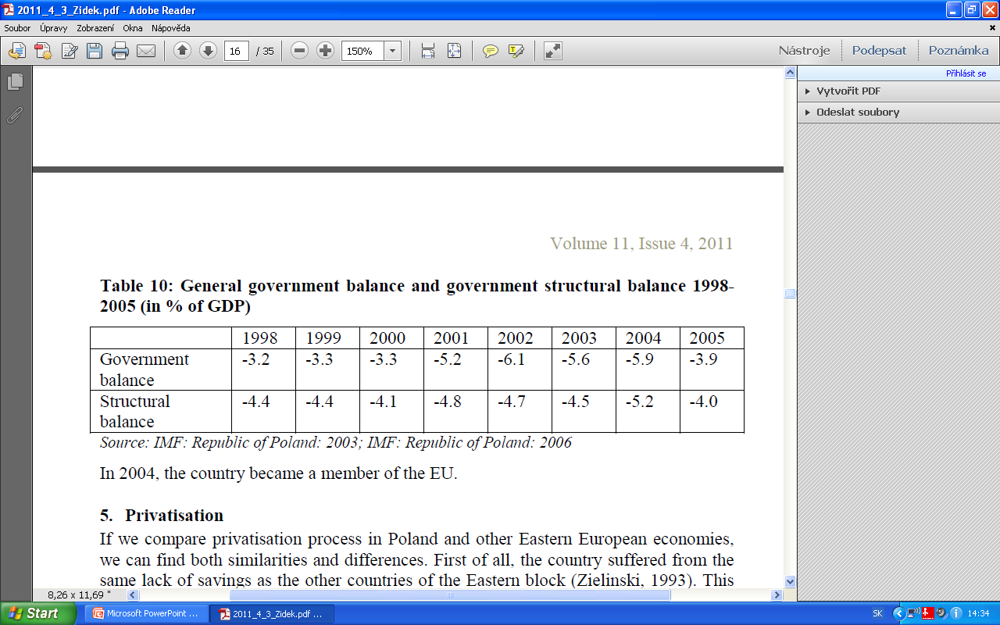 2011_4_3_Zidek.pdf - Adobe Reader
Soubor Úpravy Zobrazení Okna Nápověda
16 / 35 150% Nástroje Podepsat Poznámka
Přihlásit se
Vytvořit PDF
Odeslat soubory
Volume 11, Issue 4, 2011
Table 10: General government balance and government structural balance 1998-
2005 (in % of GDP)
1998 1999 2000 2001 2002 2003 2004 2005
Government balance -3.2 -3.3 -3.3 -5.2 -6.1 -5.6 -5.9 -3.9
Structural balance -4.4 -4.4 -4.1 -4.8 -4.7 -4.5 -5.2 -4.0
Source: IMF: Republic of Poland: 2003; IMF: Republic of Poland: 2006
In 2004, the country became a member of the EU.
5. Privatisation
If we compare privatisation process in Poland and other Eastern European economies,
we can find both similarities and differences. First of all, the country suffered from the
same lack of savings as the other countries of the Eastern block (Zielinski, 1993). This
8,26 x 11,69 "
Start Microsoft PowerPoint ... 2011_4_3_Zidek.pdf ... SK 14:34